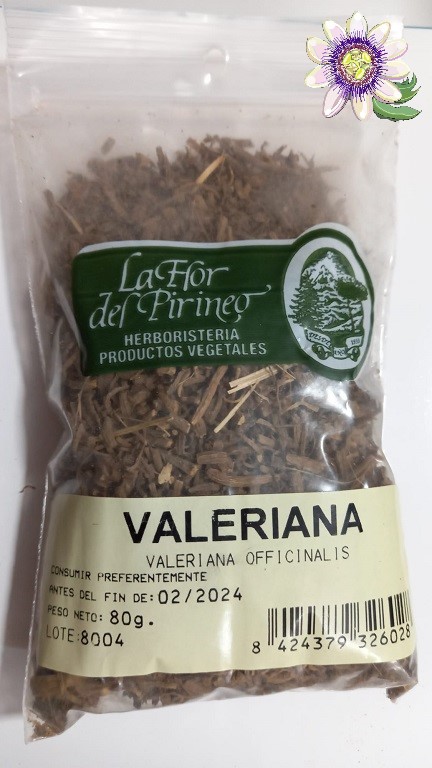 La Flor
del Pirineo
HERBORISTERIA
PRODUCTOS VEGETALES
VALERIANA
VALERIANA OFFICINALIS
CONSUMIR PREFERENTEMENTE
ANTES DEL FIN DE: 02/2024
PESO NETO: 80g.
LOTE: 8004
8 424379 326028